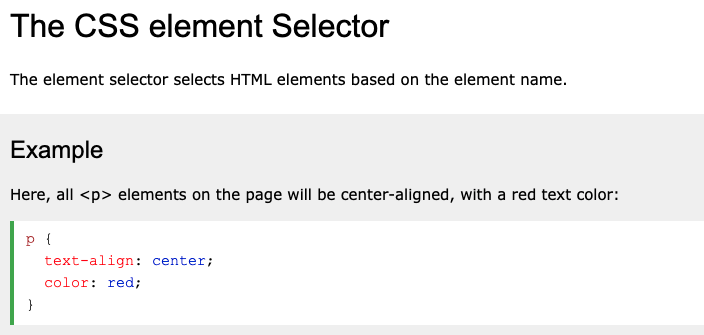 The CSS element Selector
The element selector selects HTML elements based on the element name.
Example
Here, all <p> elements on the page will be center-aligned, with a red text color:
p {
  text-align: center;
  color: red;
}